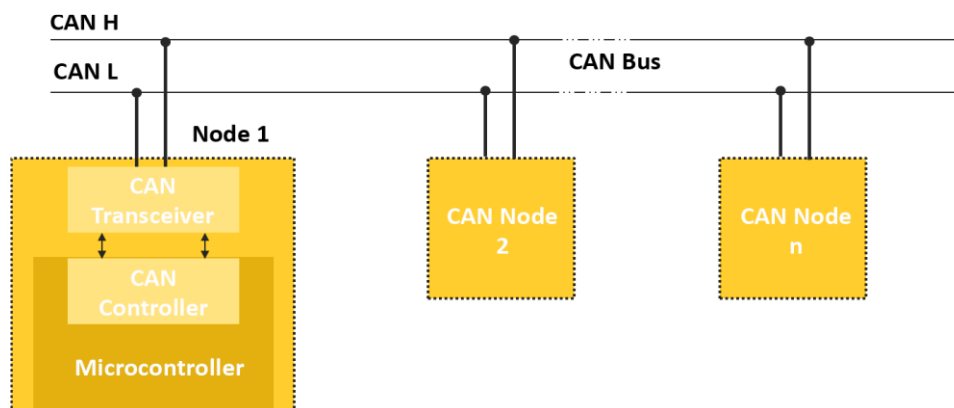 CAN H
CAN Bus
CAN L
Node 1
CAN
Transceiver
CAN
Controller
Microcontroller
CAN Node
2
CAN Node
n